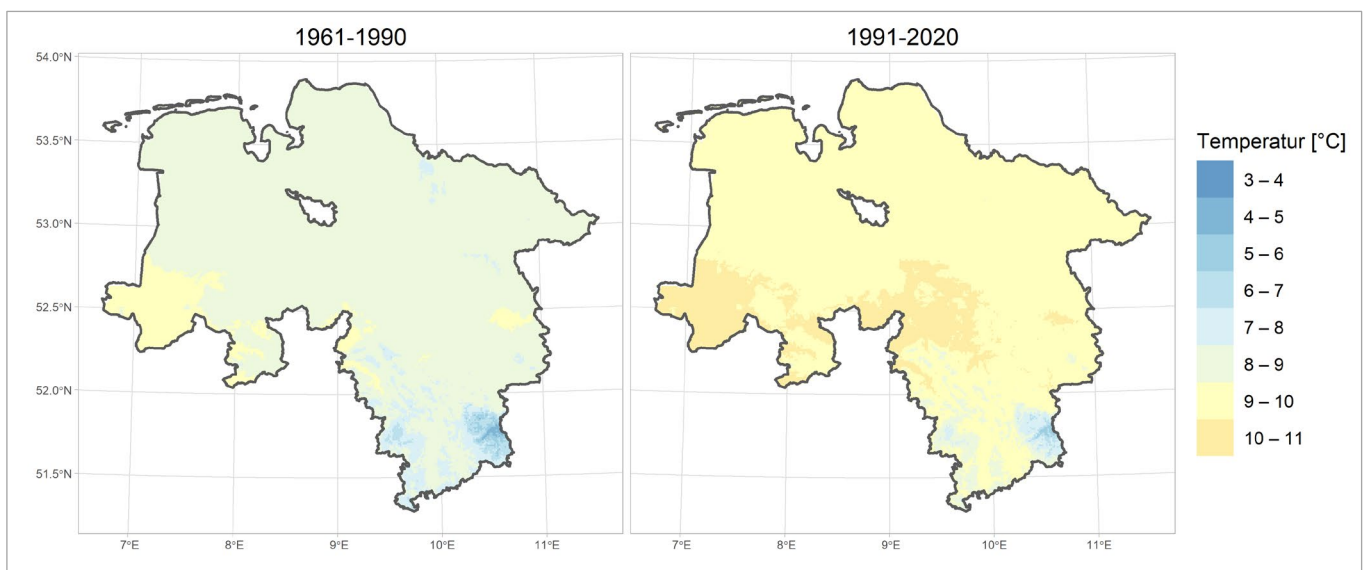 1961-1990
1991-2020
54.0°N
53.5°N
53.0°N
52.5°N
52.0°N
51.5°N
7°E 8°E 9°E 10°E 11°E
7°E 8°E 9°E 10°E 11°E
Temperatur [°C]
3 – 4
4 – 5
5 – 6
6 – 7
7 – 8
8 – 9
9 – 10
10 – 11